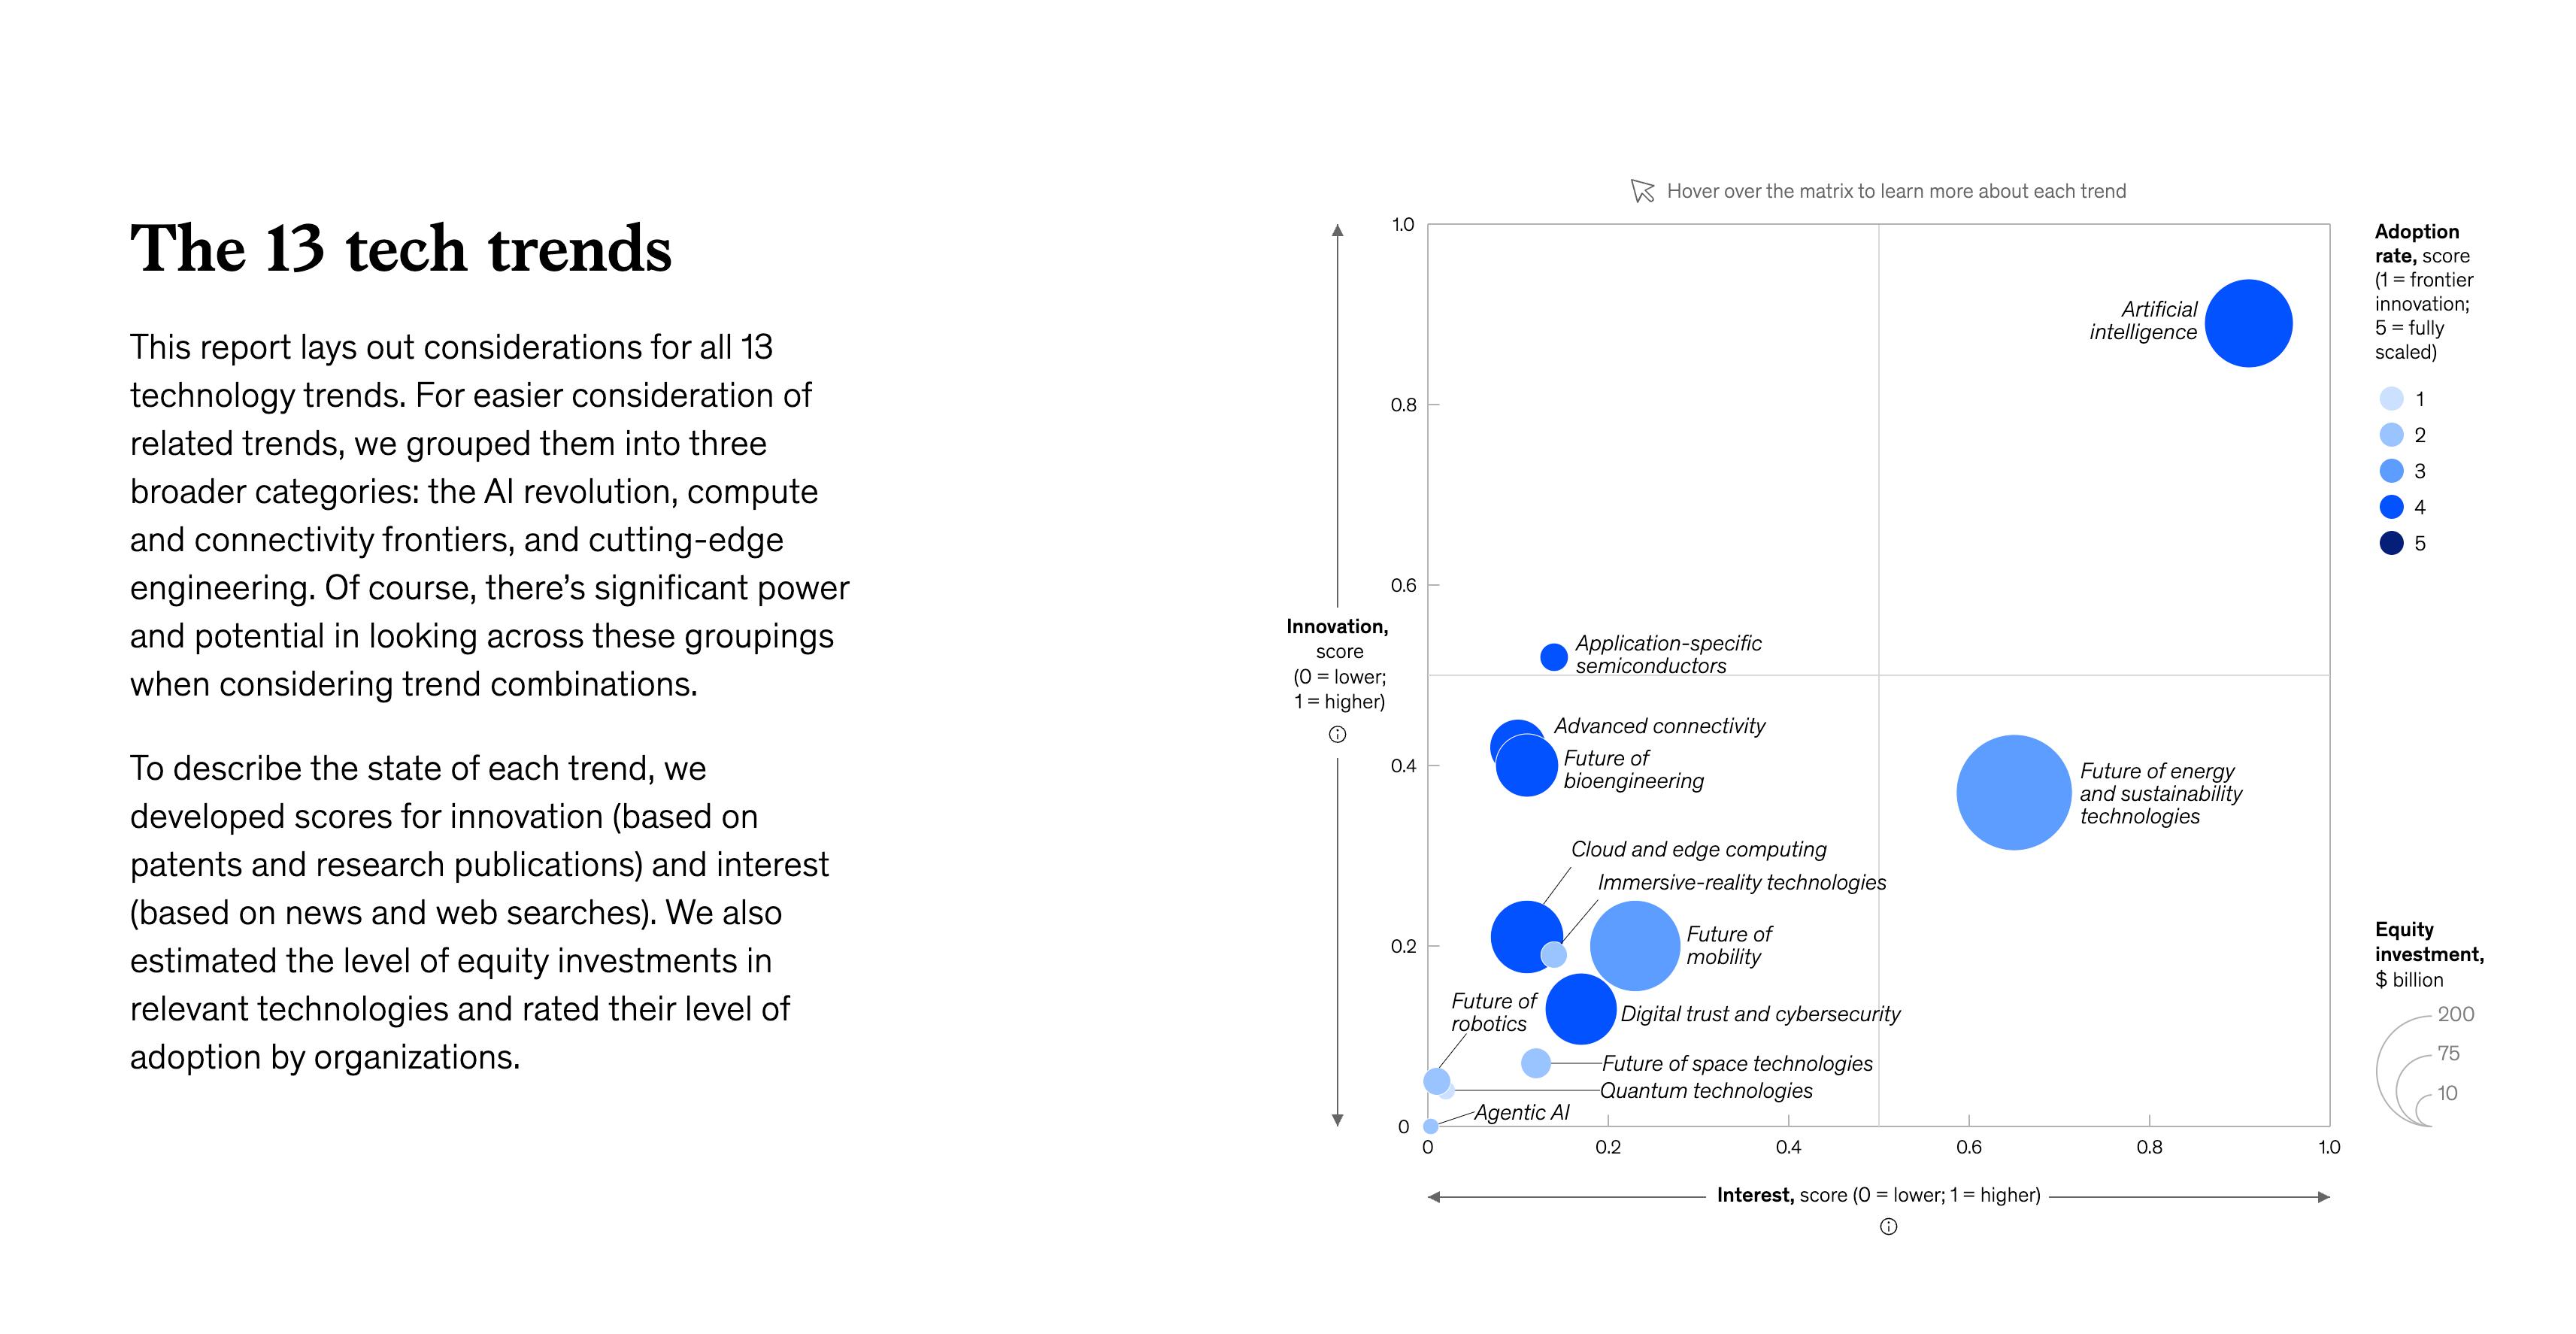 The 13 tech trends
This report lays out considerations for all 13
technology trends. For easier consideration of
related trends, we grouped them into three
broader categories: the AI revolution, compute
and connectivity frontiers, and cutting-edge
engineering. Of course, there’s significant power
and potential in looking across these groupings
when considering trend combinations.
To describe the state of each trend, we
developed scores for innovation (based on
patents and research publications) and interest
(based on news and web searches). We also
estimated the level of equity investments in
relevant technologies and rated their level of
adoption by organizations.
Hover over the matrix to learn more about each trend
1.0
0.8
0.6
0.4
0.2
0
Innovation,
score
(0 = lower;
1 = higher)
Artificial
intelligence
Application-specific
semiconductors
Advanced connectivity
Future of
bioengineering
Future of energy
and sustainability
technologies
Cloud and edge computing
Immersive-reality technologies
Future of
mobility
Future of
robotics
Digital trust and cybersecurity
Future of space technologies
Quantum technologies
Agentic AI
0
0.2
0.4
0.6
0.8
1.0
Interest, score (0 = lower; 1 = higher)
Adoption
rate, score
(1 = frontier
innovation;
5 = fully
scaled)
1
2
3
4
5
Equity
investment,
$ billion
200
75
10